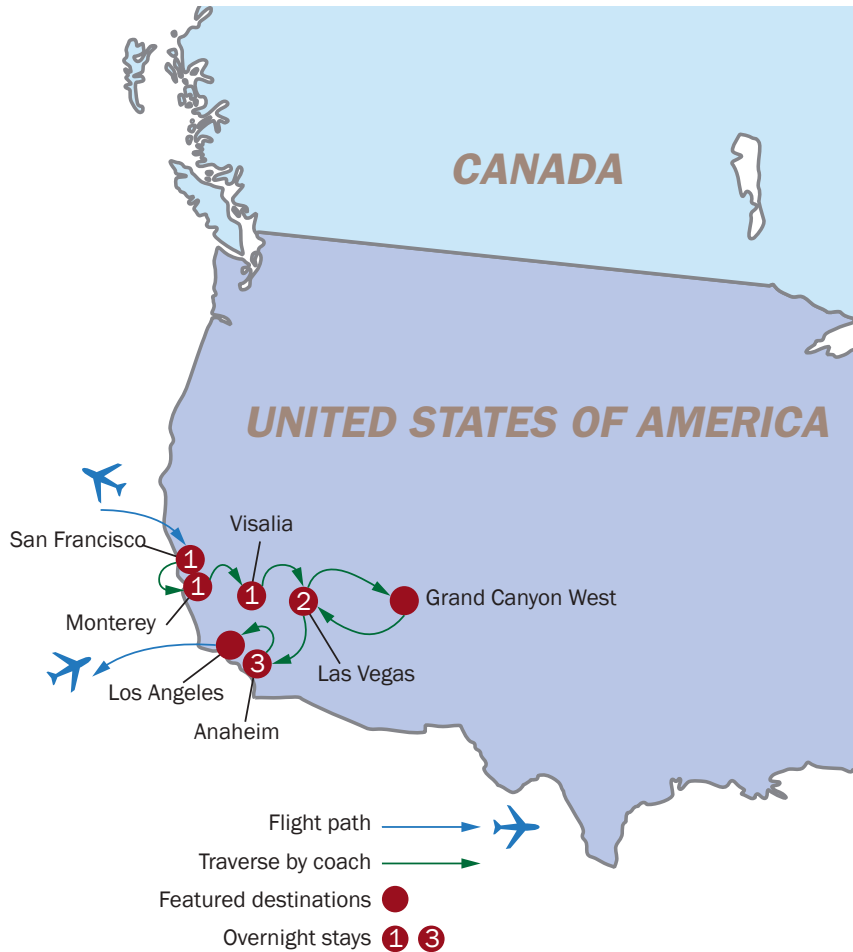 CANADA
UNITED STATES OF AMERICA
Visalia
San Francisco
1
1
1
2
Grand Canyon West
Monterey
Las Vegas
3
Los Angeles
Anaheim
Flight path
Traverse by coach
Featured destinations
Overnight stays 1 3